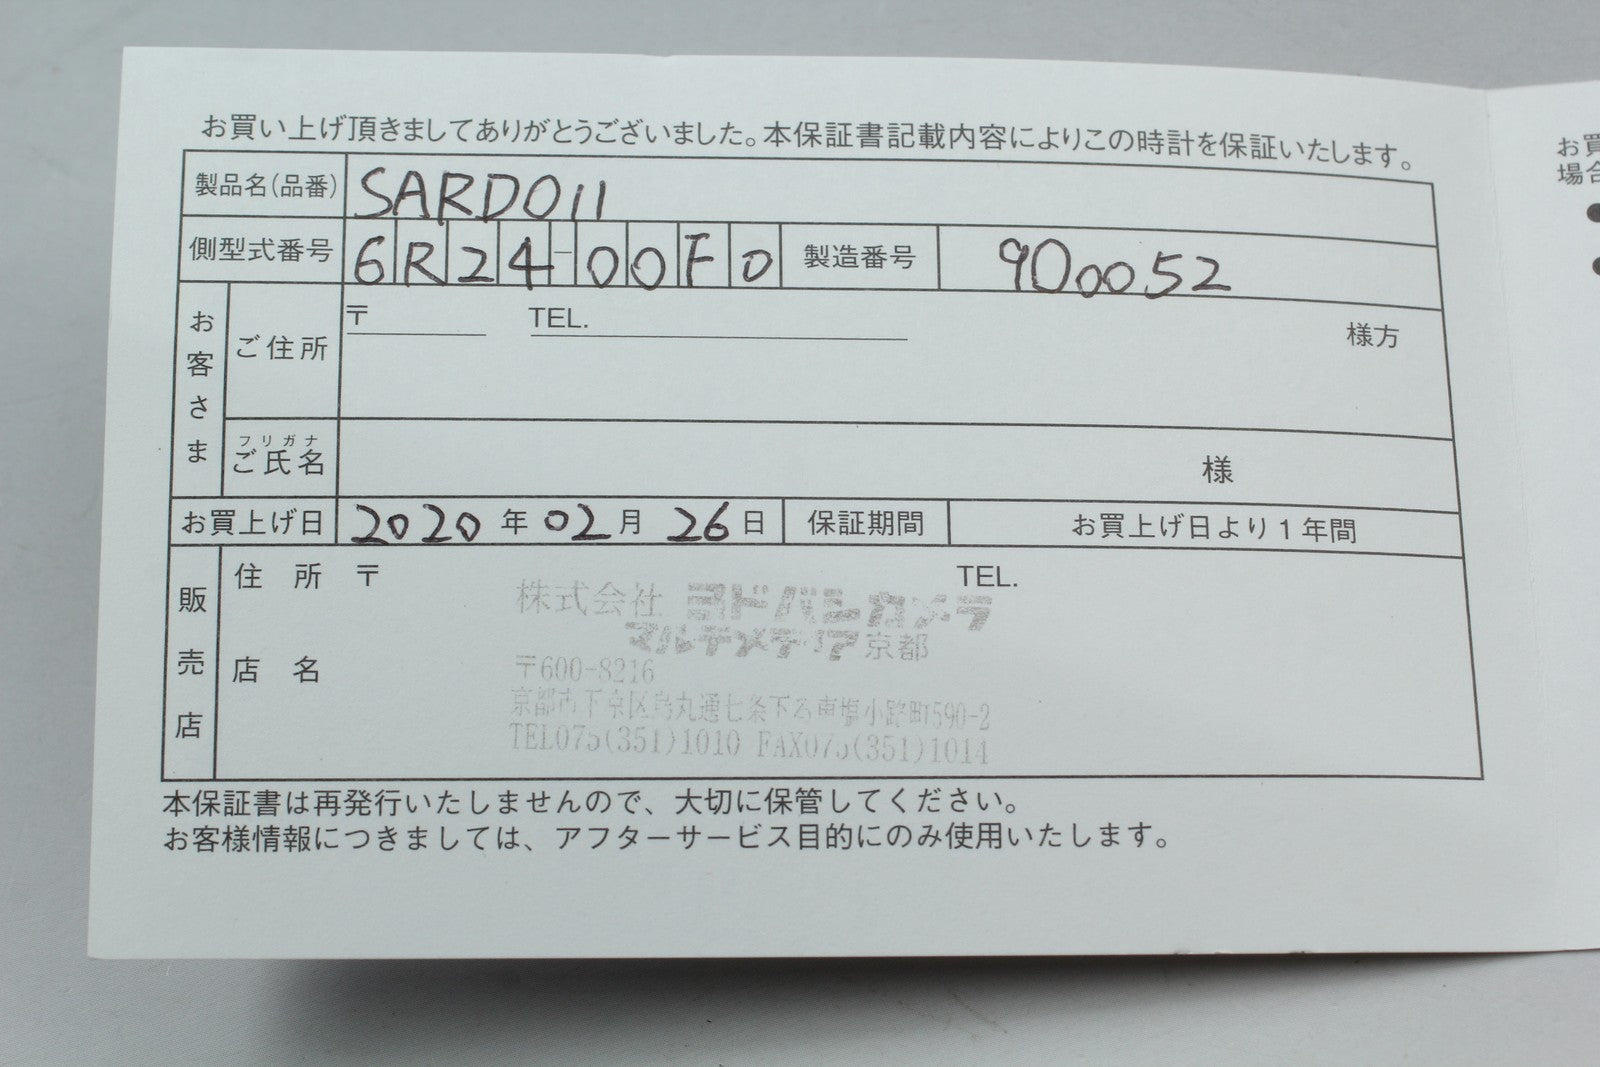 お買い上げ頂きましてありがとうございました。本保証書記載内容によりこの時計を保証いたします。
製品名(品番) SARD011
側型式番号 6R24-00F0 製造番号 900052
お客さま
ご住所 〒 TEL. 様方
フリガナ
ご氏名 様
お買上げ日 2020年02月26日 保証期間 お買上げ日より1年間
販売店
住所 〒 TEL.
株式会社 ヨドバシカメラ
マルチメディア京都
店名
〒600-8216
京都市下京区烏丸通七条下る東塩小路町590-2
TEL075(351)1010 FAX075(351)1014
本保証書は再発行いたしませんので、大切に保管してください。
お客様情報につきましては、アフターサービス目的にのみ使用いたします。
お買
場合